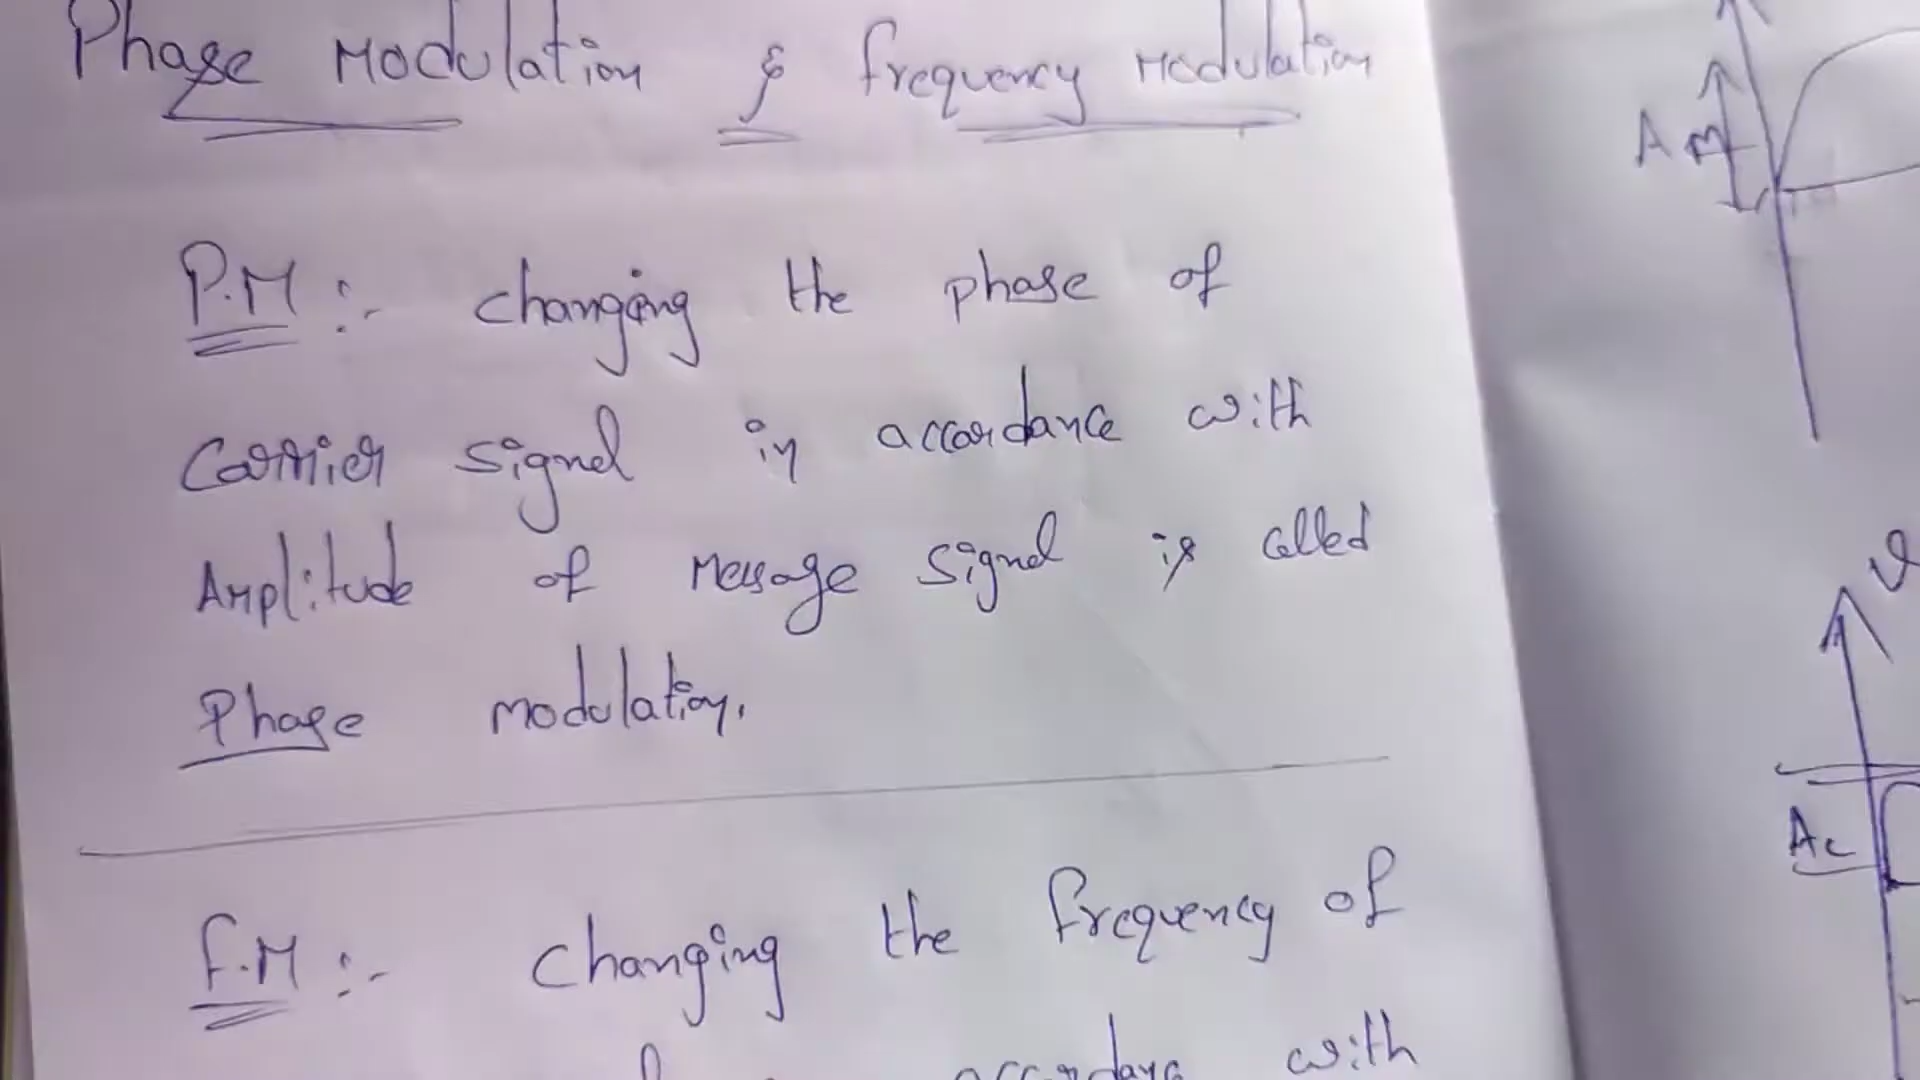 Phase Modulation & frequency Modulation
P.M :- changing the phase of
Carrier signal in accordance with
Amplitude of Message signal is called
Phase modulation.
F.M :- changing the frequency of
with
Am
Ac